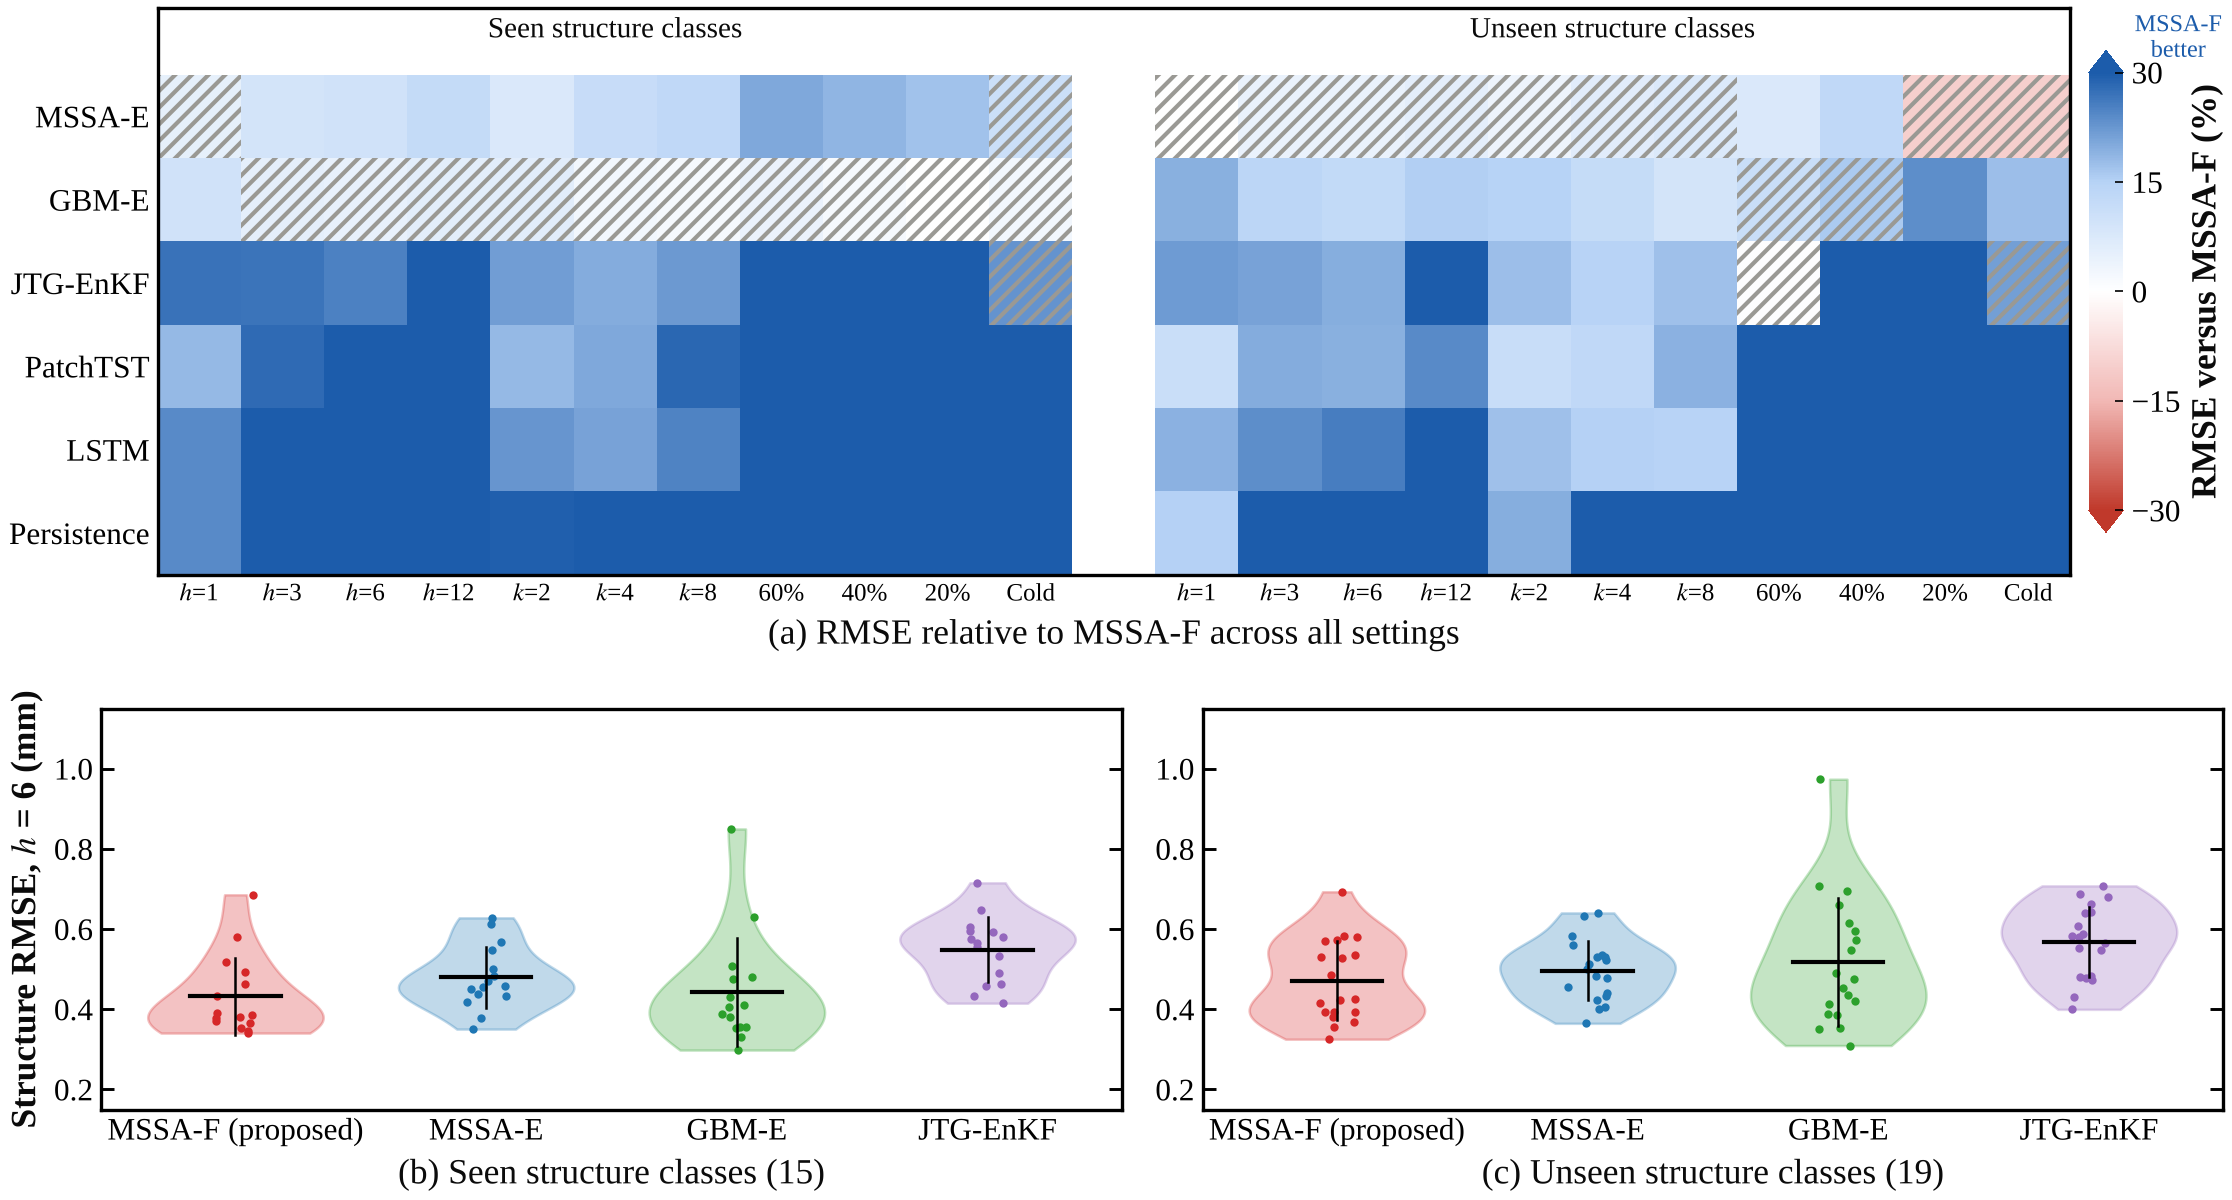 Seen structure classes
Unseen structure classes
MSSA-F
better
MSSA-E
GBM-E
JTG-EnKF
PatchTST
LSTM
Persistence
h=1 h=3 h=6 h=12 k=2 k=4 k=8 60% 40% 20% Cold
h=1 h=3 h=6 h=12 k=2 k=4 k=8 60% 40% 20% Cold
30
15
0
−15
−30
RMSE versus MSSA-F (%)
(a) RMSE relative to MSSA-F across all settings
Structure RMSE, h = 6 (mm)
1.0
0.8
0.6
0.4
0.2
MSSA-F (proposed) MSSA-E GBM-E JTG-EnKF
(b) Seen structure classes (15)
1.0
0.8
0.6
0.4
0.2
MSSA-F (proposed) MSSA-E GBM-E JTG-EnKF
(c) Unseen structure classes (19)